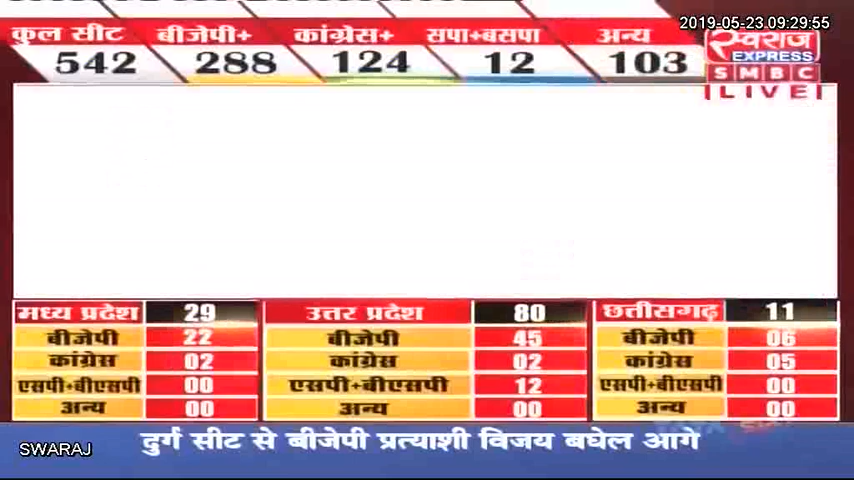 2019-05-23 09:29:55
कुल सीट बीजेपी+ कांग्रेस+ सपा+बसपा अन्य
542 288 124 12 103
स्वराज
EXPRESS
SMBC
LIVE
मध्य प्रदेश 29
बीजेपी 22
कांग्रेस 02
एसपी+बीएसपी 00
अन्य 00
उत्तर प्रदेश 80
बीजेपी 45
कांग्रेस 02
एसपी+बीएसपी 12
अन्य 00
छत्तीसगढ़ 11
बीजेपी 06
कांग्रेस 05
एसपी+बीएसपी 00
अन्य 00
दुर्ग सीट से बीजेपी प्रत्याशी विजय बघेल आगे
SWARAJ